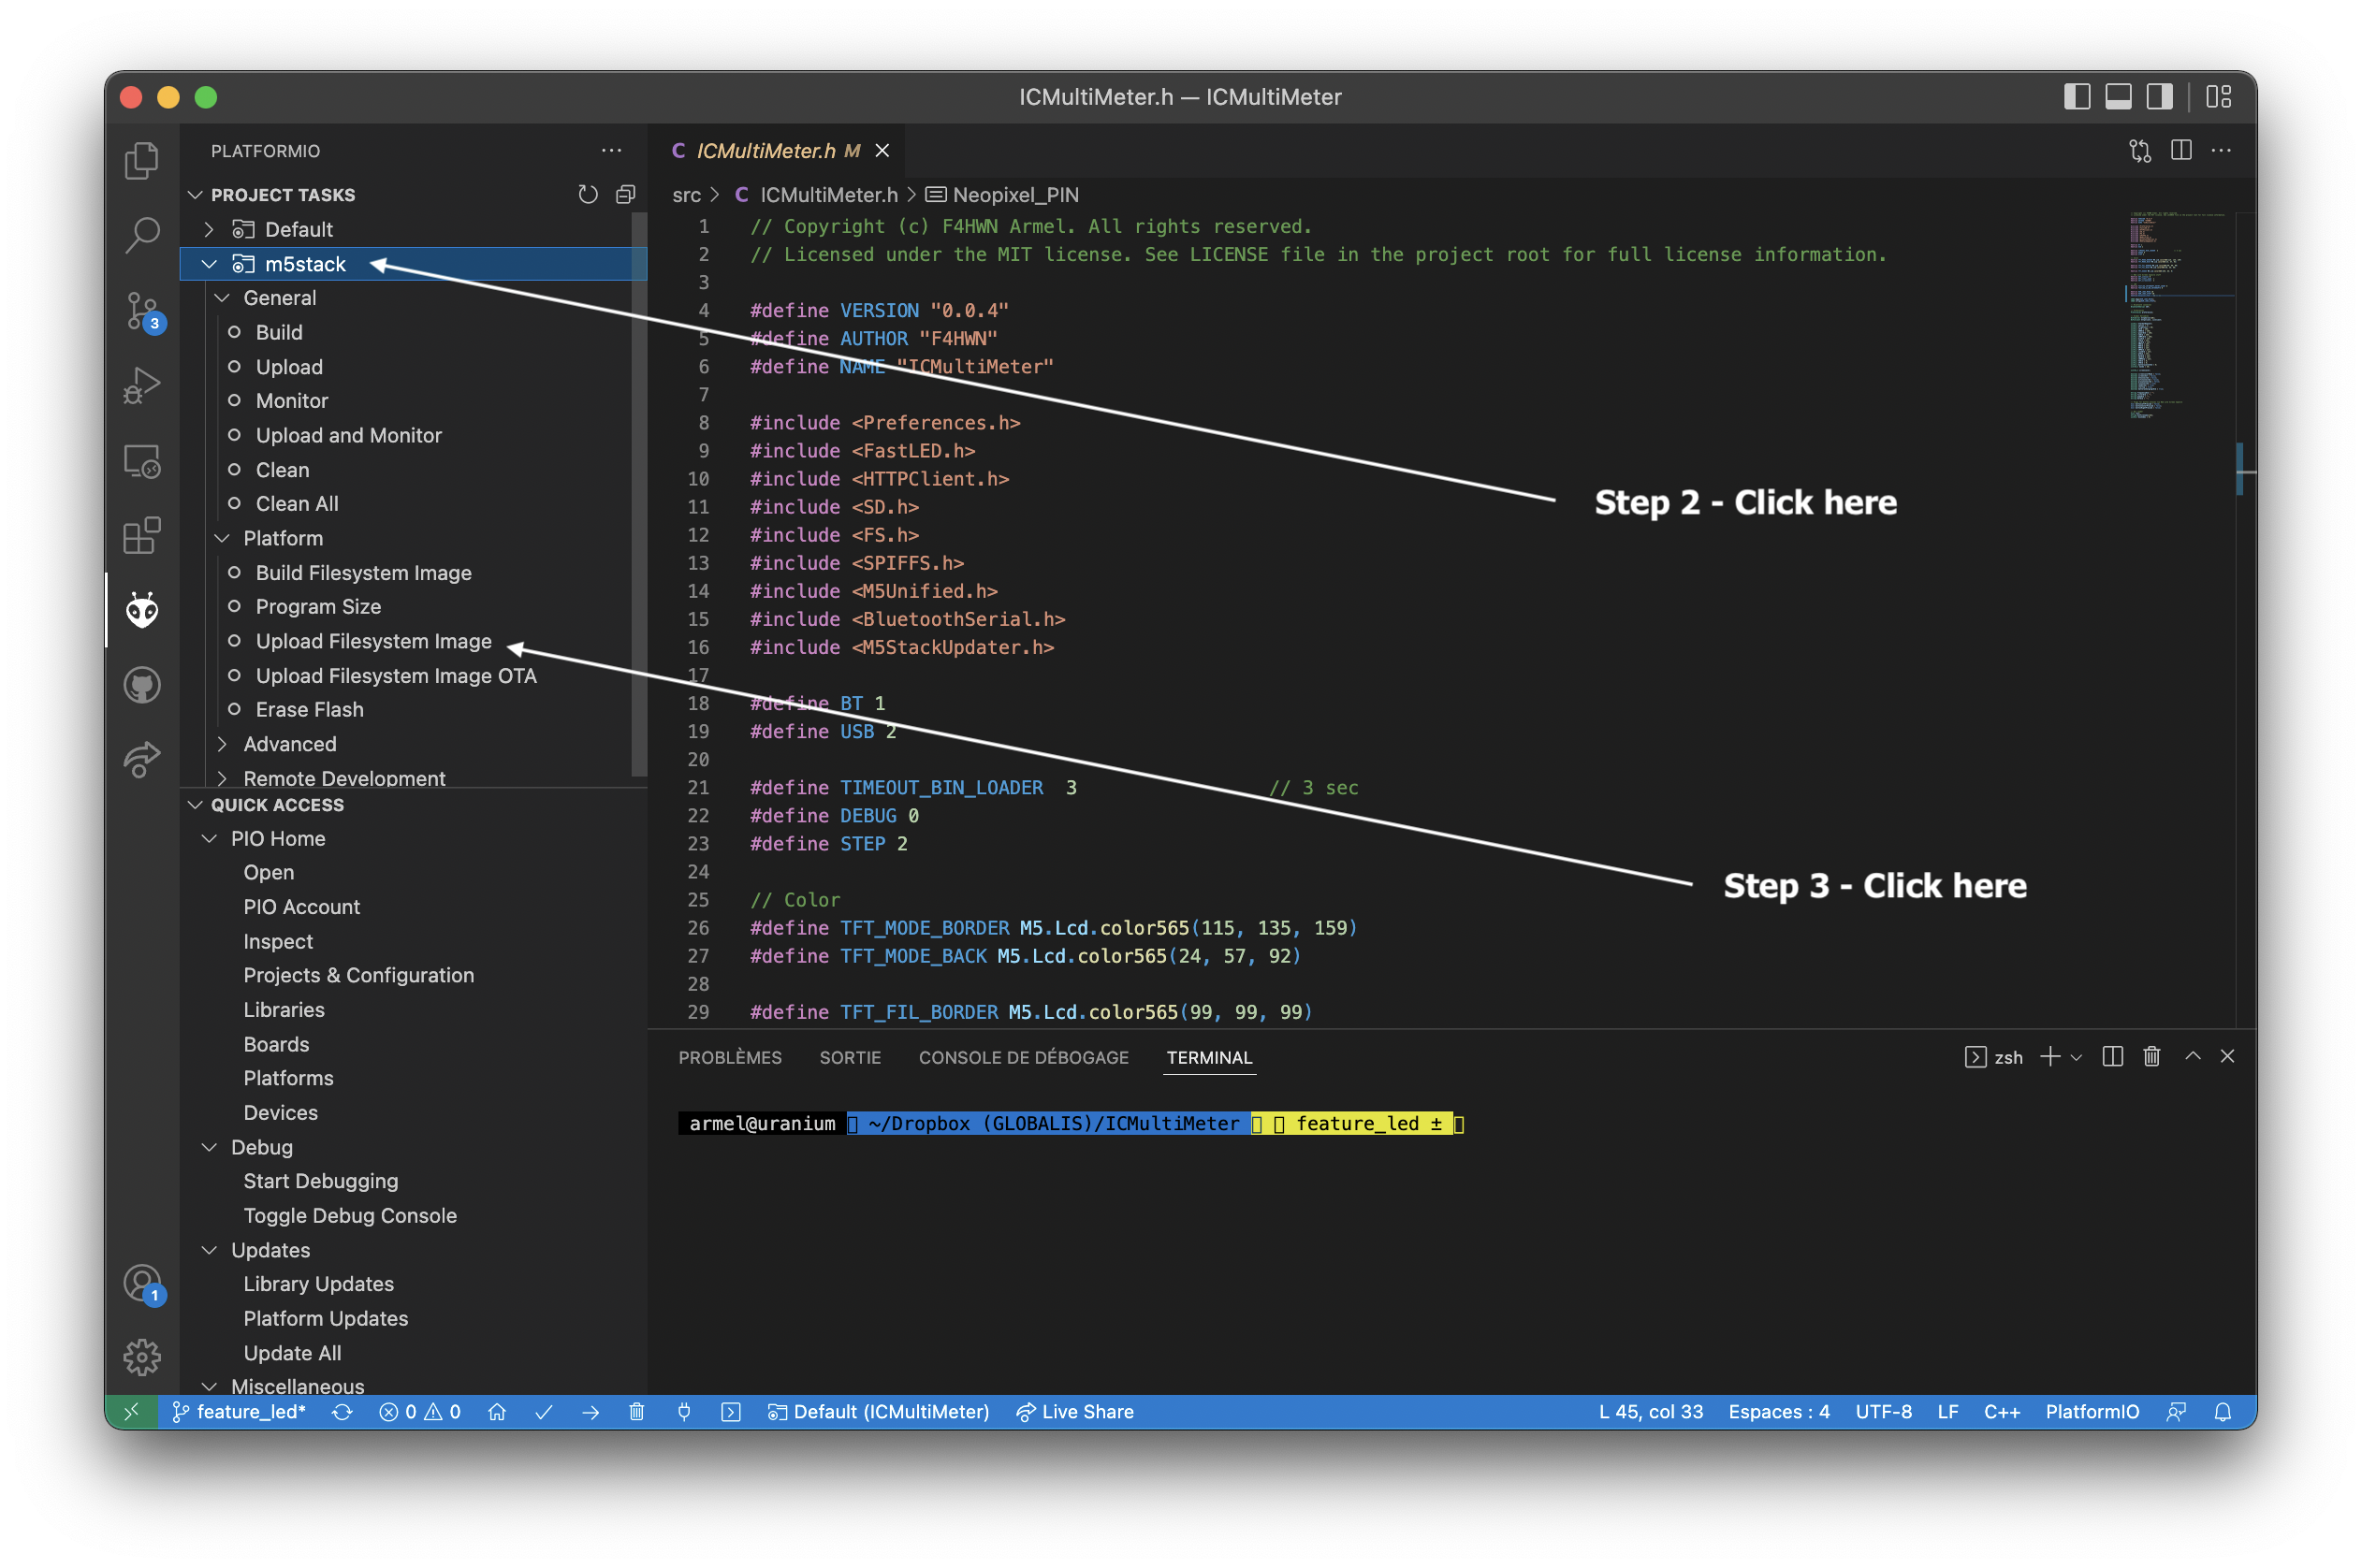 ICMultiMeter.h — ICMultiMeter
PLATFORMIO
PROJECT TASKS
Default
m5stack
General
Build
Upload
Monitor
Upload and Monitor
Clean
Clean All
Platform
Build Filesystem Image
Program Size
Upload Filesystem Image
Upload Filesystem Image OTA
Erase Flash
Advanced
Remote Development
QUICK ACCESS
PIO Home
Open
PIO Account
Inspect
Projects & Configuration
Libraries
Boards
Platforms
Devices
Debug
Start Debugging
Toggle Debug Console
Updates
Library Updates
Platform Updates
Update All
Miscellaneous
3
1
C ICMultiMeter.h M
src > C ICMultiMeter.h > Neopixel_PIN
1 // Copyright (c) F4HWN Armel. All rights reserved.
2 // Licensed under the MIT license. See LICENSE file in the project root for full license information.
3
4 #define VERSION "0.0.4"
5 #define AUTHOR "F4HWN"
6 #define NAME "ICMultiMeter"
7
8 #include <Preferences.h>
9 #include <FastLED.h>
10 #include <HTTPClient.h>
11 #include <SD.h>
12 #include <FS.h>
13 #include <SPIFFS.h>
14 #include <M5Unified.h>
15 #include <BluetoothSerial.h>
16 #include <M5StackUpdater.h>
17
18 #define BT 1
19 #define USB 2
20
21 #define TIMEOUT_BIN_LOADER 3 // 3 sec
22 #define DEBUG 0
23 #define STEP 2
24
25 // Color
26 #define TFT_MODE_BORDER M5.Lcd.color565(115, 135, 159)
27 #define TFT_MODE_BACK M5.Lcd.color565(24, 57, 92)
28
29 #define TFT_FIL_BORDER M5.Lcd.color565(99, 99, 99)
Step 2 - Click here
Step 3 - Click here
PROBLÈMES SORTIE CONSOLE DE DÉBOGAGE TERMINAL
zsh
armel@uranium ~/Dropbox (GLOBALIS)/ICMultiMeter feature_led ±
feature_led* 0 0 Default (ICMultiMeter) Live Share
L 45, col 33 Espaces : 4 UTF-8 LF C++ PlatformIO